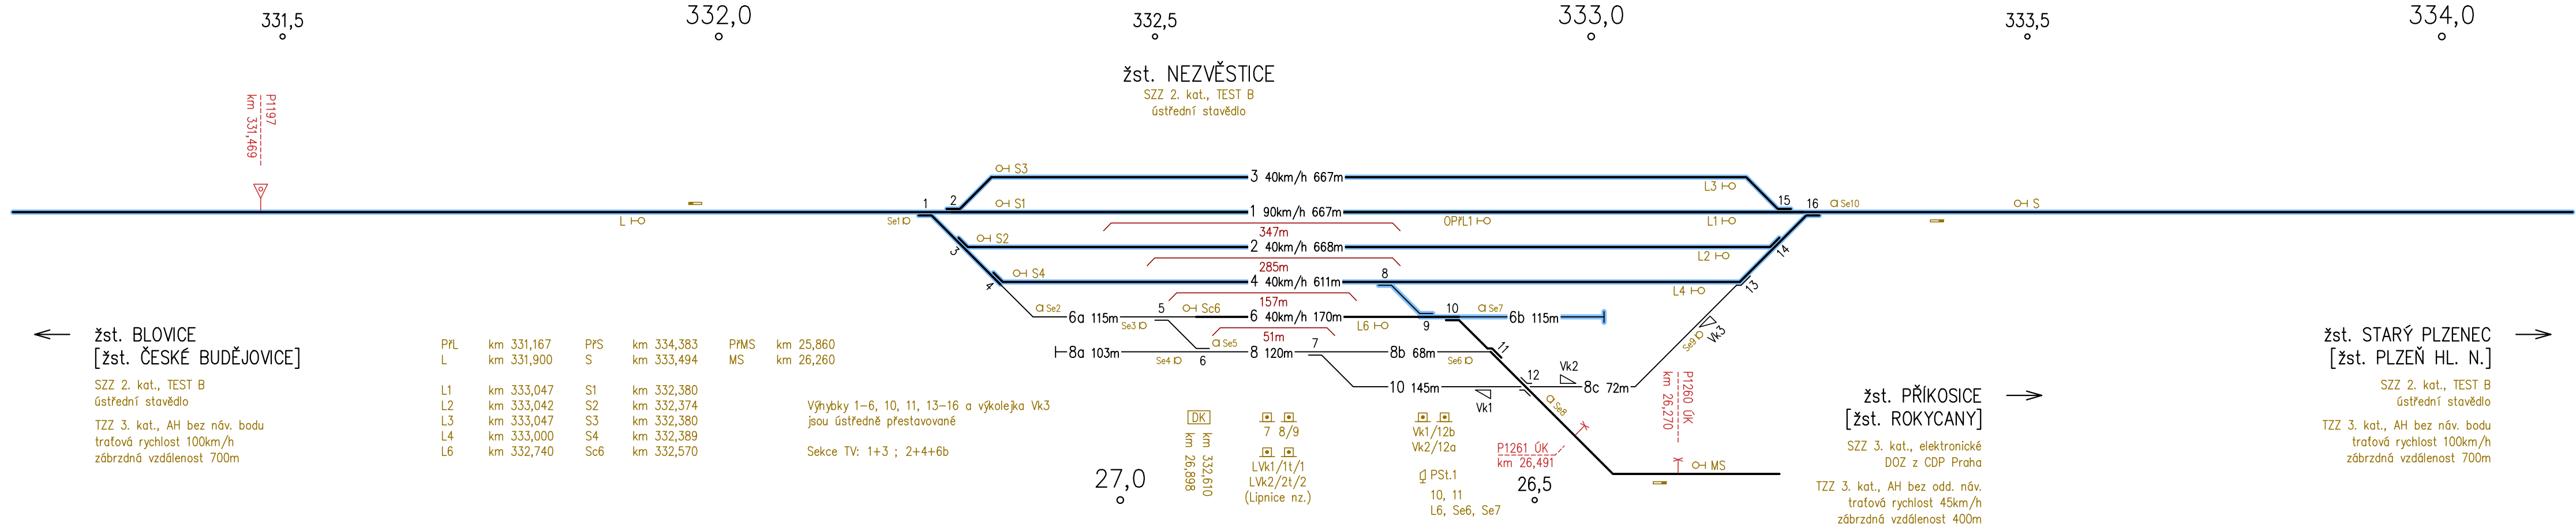 331,5
332,0
332,5
333,0
333,5
334,0
žst. NEZVĚSTICE
SZZ 2. kat., TEST B
ústřední stavědlo
P1197
km 331,469
L
Se1
1
2
S3
S1
S2
S4
3
4
3 40km/h 667m
1 90km/h 667m
347m
2 40km/h 668m
285m
4 40km/h 611m
157m
6 40km/h 170m
51m
8 120m
L3
OPřL1
L1
L2
L4
15
16
14
13
Se10
S
Se2
6a 115m
5
Se3
Sc6
L6
8
9
10
Se7
6b 115m
8a 103m
Se4
6
Se5
7
8b 68m
Se6
11
10 145m
12
Vk1
Vk2
8c 72m
Se9
Vk3
Se8
P1261 ÚK
km 26,491
P1260 ÚK
km 26,270
MS
27,0
26,5
žst. BLOVICE
[žst. ČESKÉ BUDĚJOVICE]
SZZ 2. kat., TEST B
ústřední stavědlo
TZZ 3. kat., AH bez náv. bodu
traťová rychlost 100km/h
zábrzdná vzdálenost 700m
PřL km 331,167 PřS km 334,383 PřMS km 25,860
L km 331,900 S km 333,494 MS km 26,260
L1 km 333,047 S1 km 332,380
L2 km 333,042 S2 km 332,374
L3 km 333,047 S3 km 332,380
L4 km 333,000 S4 km 332,389
L6 km 332,740 Sc6 km 332,570
Výhybky 1-6, 10, 11, 13-16 a výkolejka Vk3
jsou ústředně přestavované
Sekce TV: 1+3 ; 2+4+6b
DK
km 332,610
km 26,898
7 8/9
LVk1/1t/1
LVk2/2t/2
(Lipnice nz.)
Vk1/12b
Vk2/12a
PSt.1
10, 11
L6, Se6, Se7
žst. PŘÍKOSICE
[žst. ROKYCANY]
SZZ 3. kat., elektronické
DOZ z CDP Praha
TZZ 3. kat., AH bez odd. náv.
traťová rychlost 45km/h
zábrzdná vzdálenost 400m
žst. STARÝ PLZENEC
[žst. PLZEŇ HL. N.]
SZZ 2. kat., TEST B
ústřední stavědlo
TZZ 3. kat., AH bez náv. bodu
traťová rychlost 100km/h
zábrzdná vzdálenost 700m